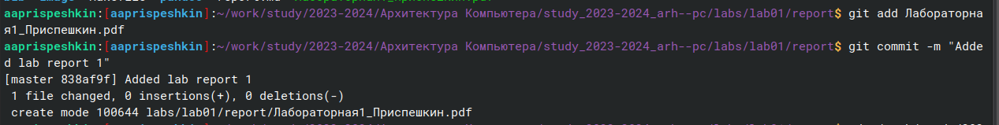 aaprispeshkin:[aaprispeshkin]:~/work/study/2023-2024/Архитектура Компьютера/study_2023-2024_arh--pc/labs/lab01/report$ git add Лабораторна
я1_Приспешкин.pdf
aaprispeshkin:[aaprispeshkin]:~/work/study/2023-2024/Архитектура Компьютера/study_2023-2024_arh--pc/labs/lab01/report$ git commit -m "Adde
d lab report 1"
[master 838af9f] Added lab report 1
 1 file changed, 0 insertions(+), 0 deletions(-)
 create mode 100644 labs/lab01/report/Лабораторная1_Приспешкин.pdf